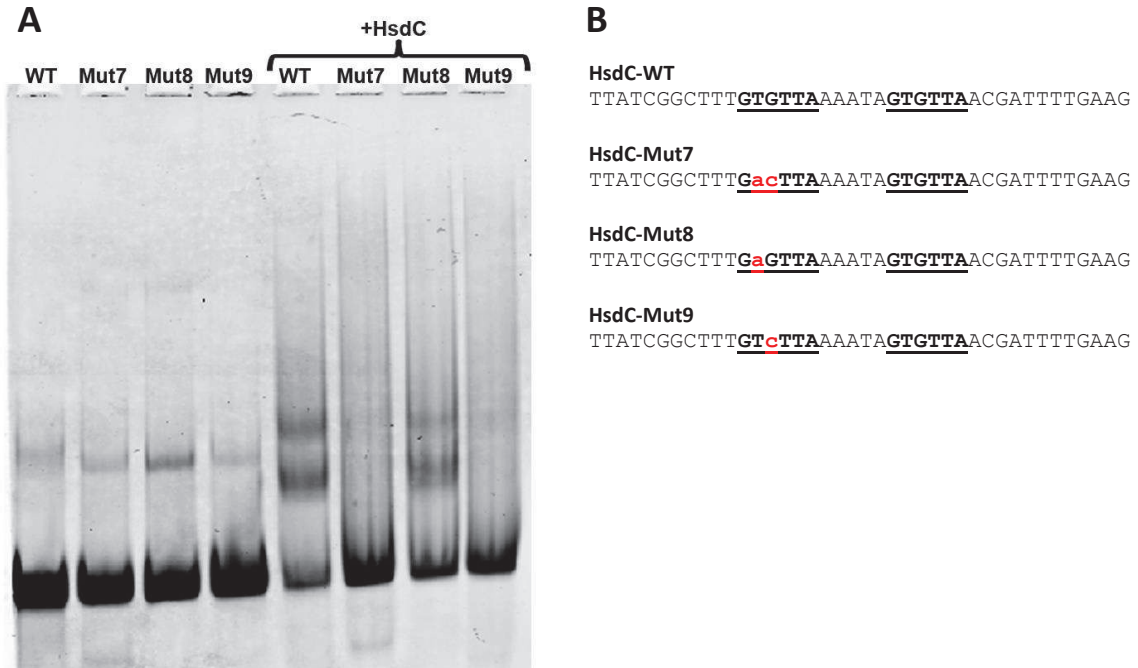 A
+HsdC
WT Mut7 Mut8 Mut9 WT Mut7 Mut8 Mut9
B
HsdC-WT
TTATCGGCTTTGTGTTAAAATAGTGTTAACGATTTTGAAG
HsdC-Mut7
TTATCGGCTTTGacTTAAAATAGTGTTAACGATTTTGAAG
HsdC-Mut8
TTATCGGCTTTGaGTTAAAATAGTGTTAACGATTTTGAAG
HsdC-Mut9
TTATCGGCTTTGTcTTAAAATAGTGTTAACGATTTTGAAG